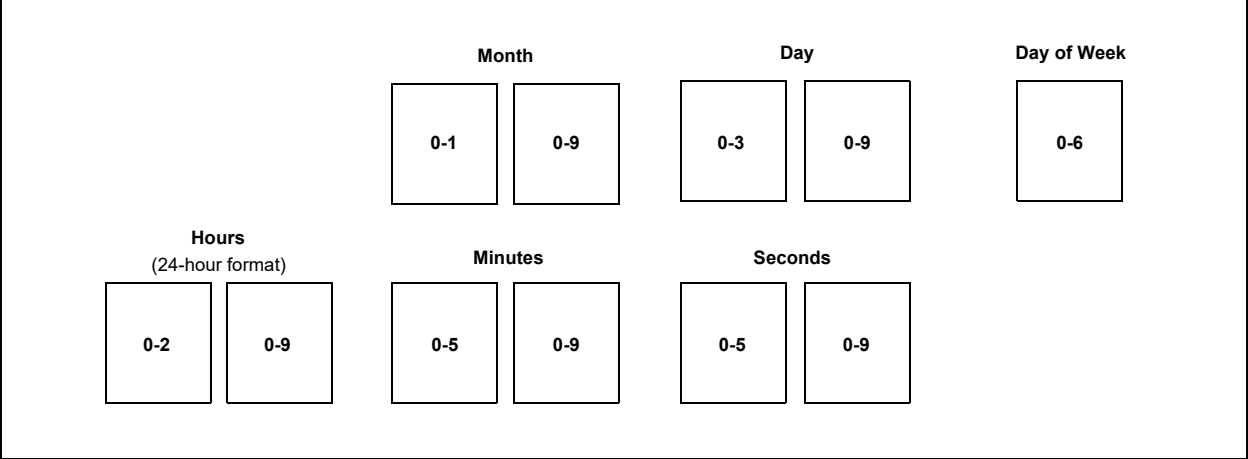 Month Day Day of Week
0-1 0-9 0-3 0-9 0-6
Hours
(24-hour format) Minutes Seconds
0-2 0-9 0-5 0-9 0-5 0-9